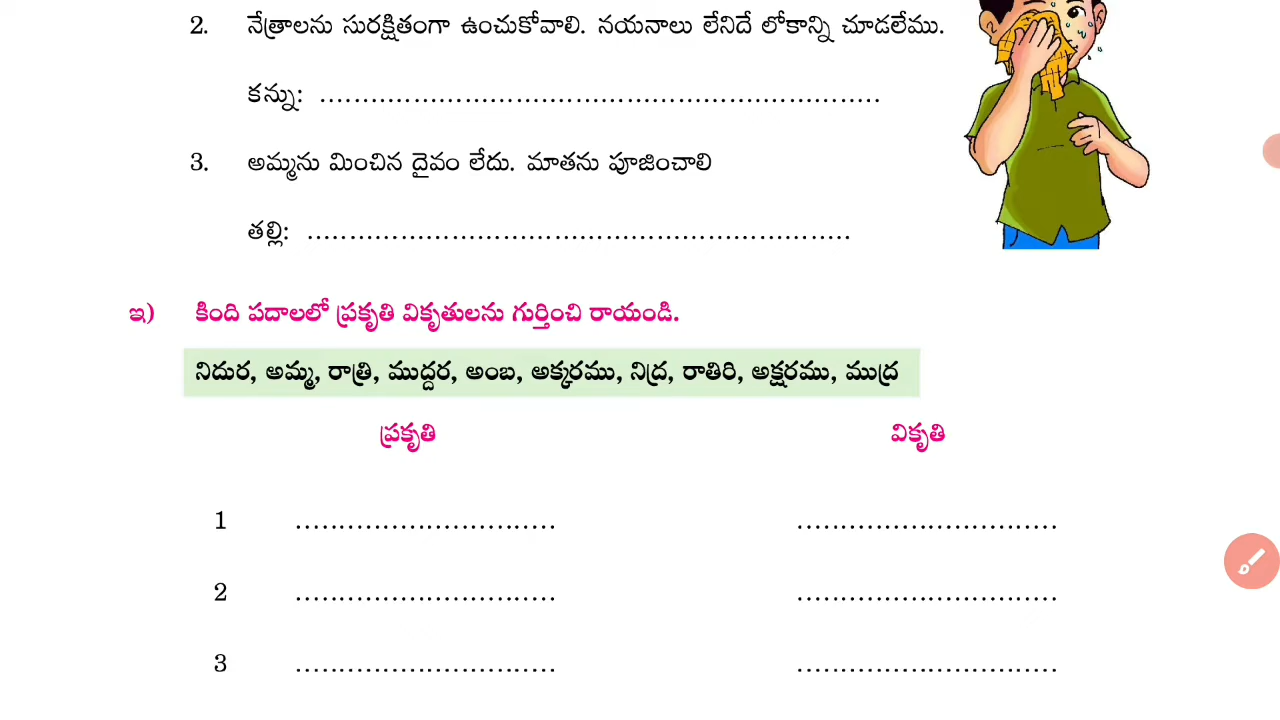 2. నేత్రాలను సురక్షితంగా ఉంచుకోవాలి. నయనాలు లేనిదే లోకాన్ని చూడలేము.
కన్ను: ..................................................................
3. అమ్మను మించిన దైవం లేదు. మాతను పూజించాలి
తల్లి: ................................................................
ఇ) కింది పదాలలో ప్రకృతి వికృతులను గుర్తించి రాయండి.
నిదుర, అమ్మ, రాత్రి, ముద్దర, అంబ, అక్కరము, నిద్ర, రాతిరి, అక్షరము, ముద్ర
ప్రకృతి వికృతి
1 .............................. ..............................
2 .............................. ..............................
3 .............................. ..............................